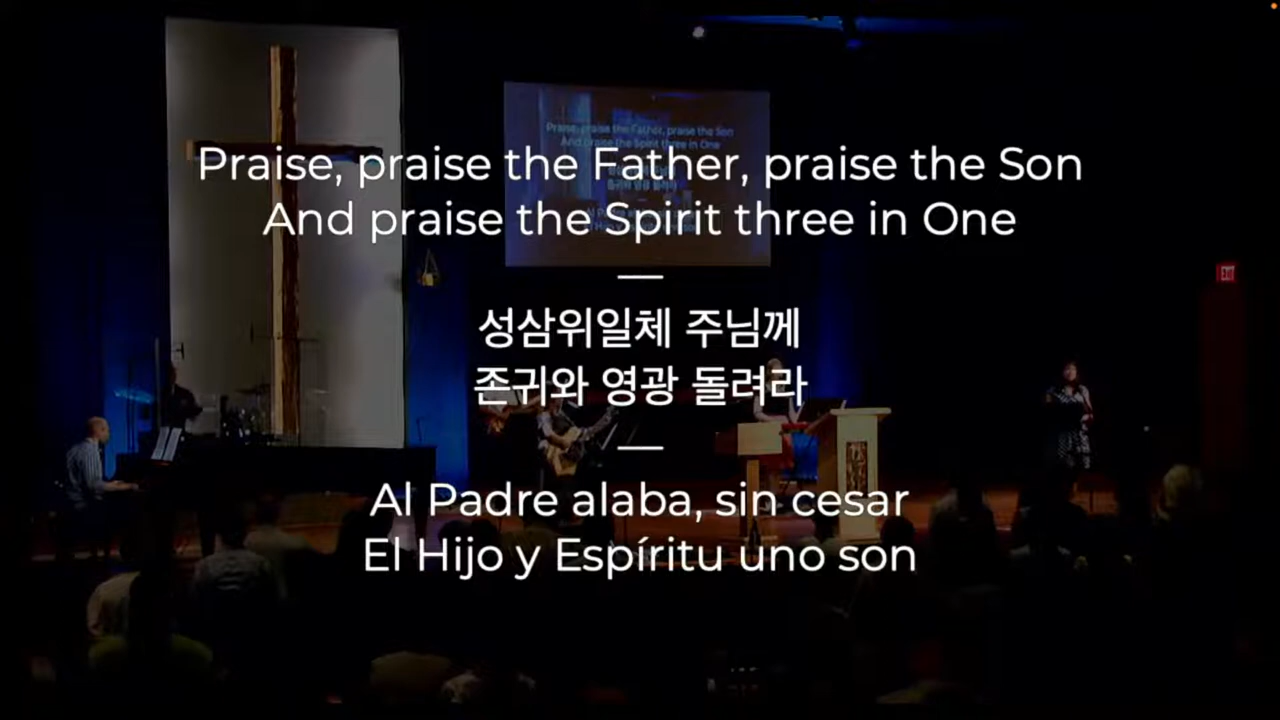 Praise, praise the Father, praise the Son
And praise the Spirit three in One
성삼위일체 주님께
존귀와 영광 돌려라
Al Padre alaba, sin cesar
El Hijo y Espíritu uno son